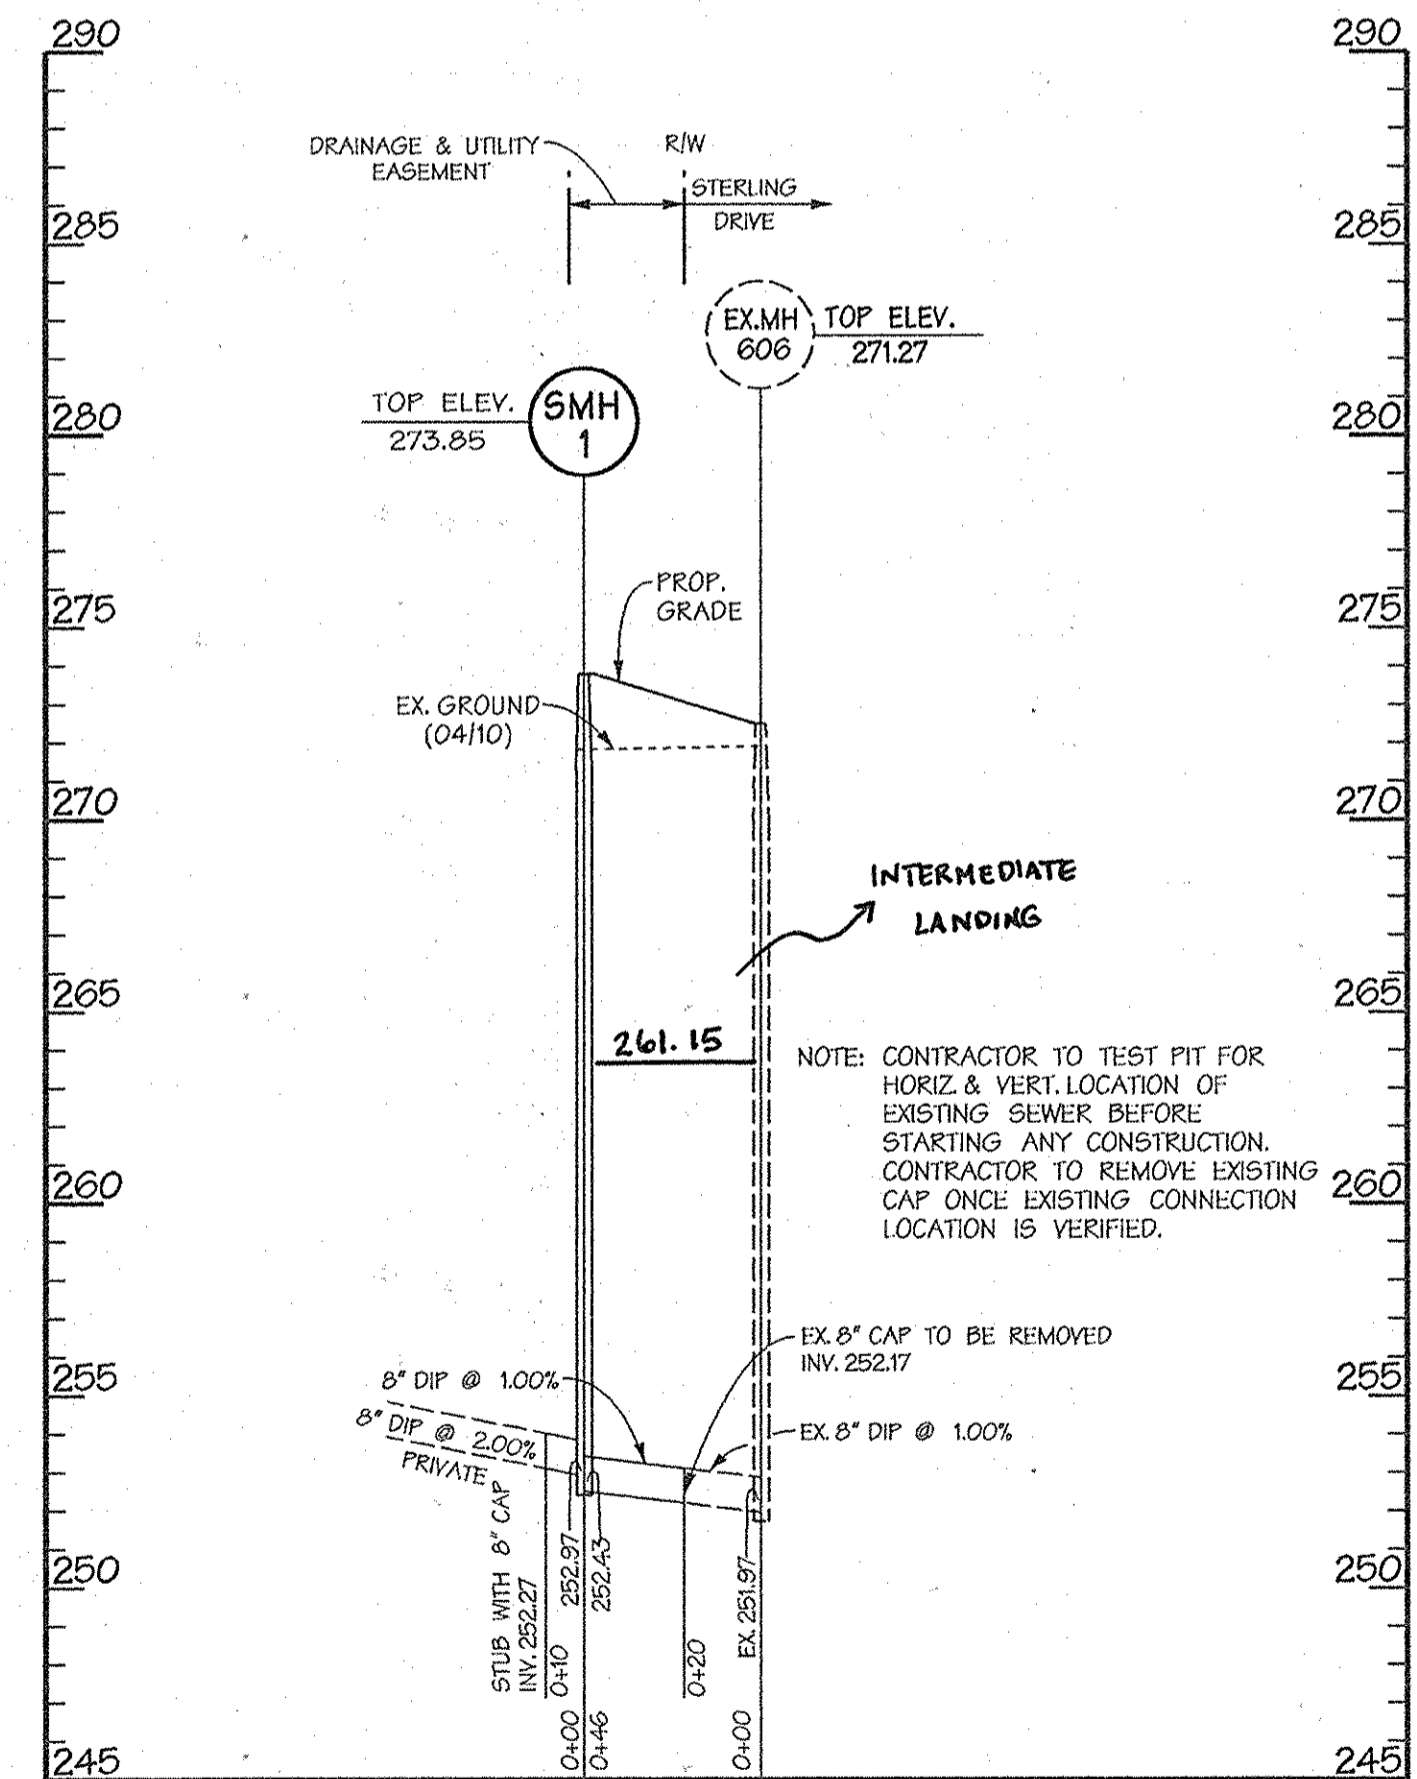 290
290
DRAINAGE & UTILITY
EASEMENT
R/W
STERLING
DRIVE
285
285
EX.MH
606
TOP ELEV.
271.27
TOP ELEV.
273.85
SMH
1
280
280
PROP.
GRADE
275
275
EX. GROUND
(04/10)
270
270
INTERMEDIATE
LANDING
265
265
261.15
NOTE: CONTRACTOR TO TEST PIT FOR
HORIZ. & VERT. LOCATION OF
EXISTING SEWER BEFORE
STARTING ANY CONSTRUCTION.
CONTRACTOR TO REMOVE EXISTING
CAP ONCE EXISTING CONNECTION
LOCATION IS VERIFIED.
260
260
EX. 8" CAP TO BE REMOVED
INV. 252.17
255
255
8" DIP @ 1.00%
8" DIP @ 2.00%
PRIVATE
EX. 8" DIP @ 1.00%
STUB WITH 8" CAP
INV. 252.27
0+10
252.97
252.43
0+20
EX. 251.97
250
250
0+00
0+46
0+00
245
245